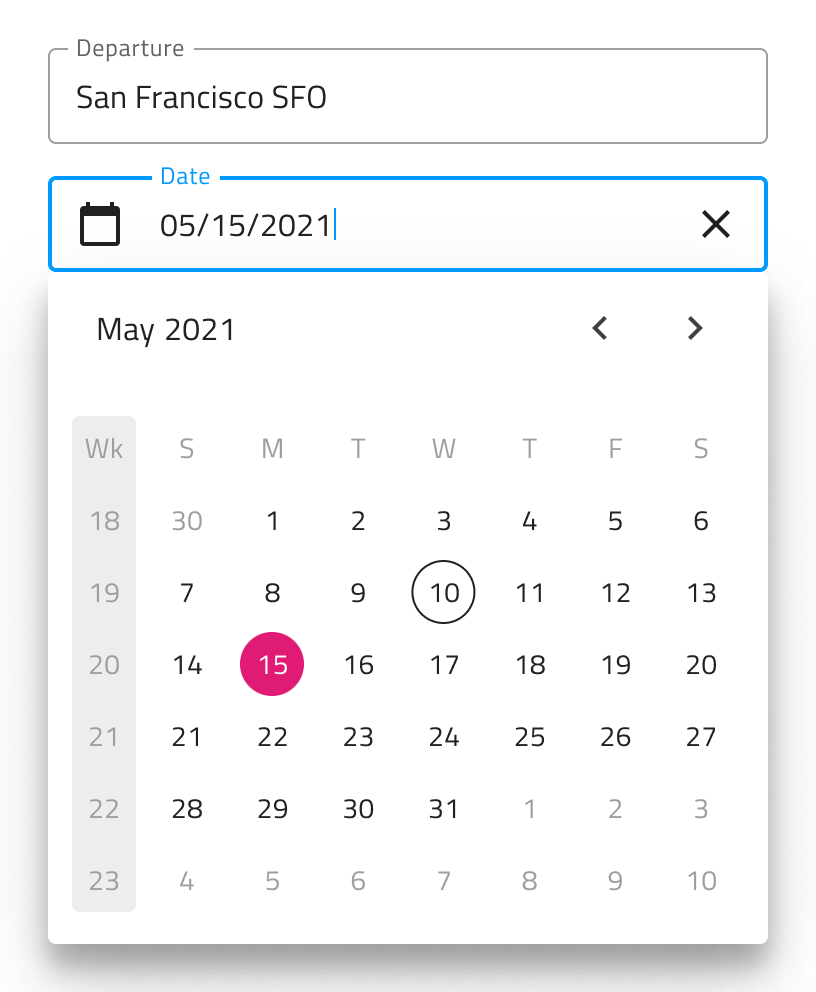 Departure
San Francisco SFO
Date
05/15/2021
May 2021
Wk S M T W T F S
18 30 1 2 3 4 5 6
19 7 8 9 10 11 12 13
20 14 15 16 17 18 19 20
21 21 22 23 24 25 26 27
22 28 29 30 31 1 2 3
23 4 5 6 7 8 9 10